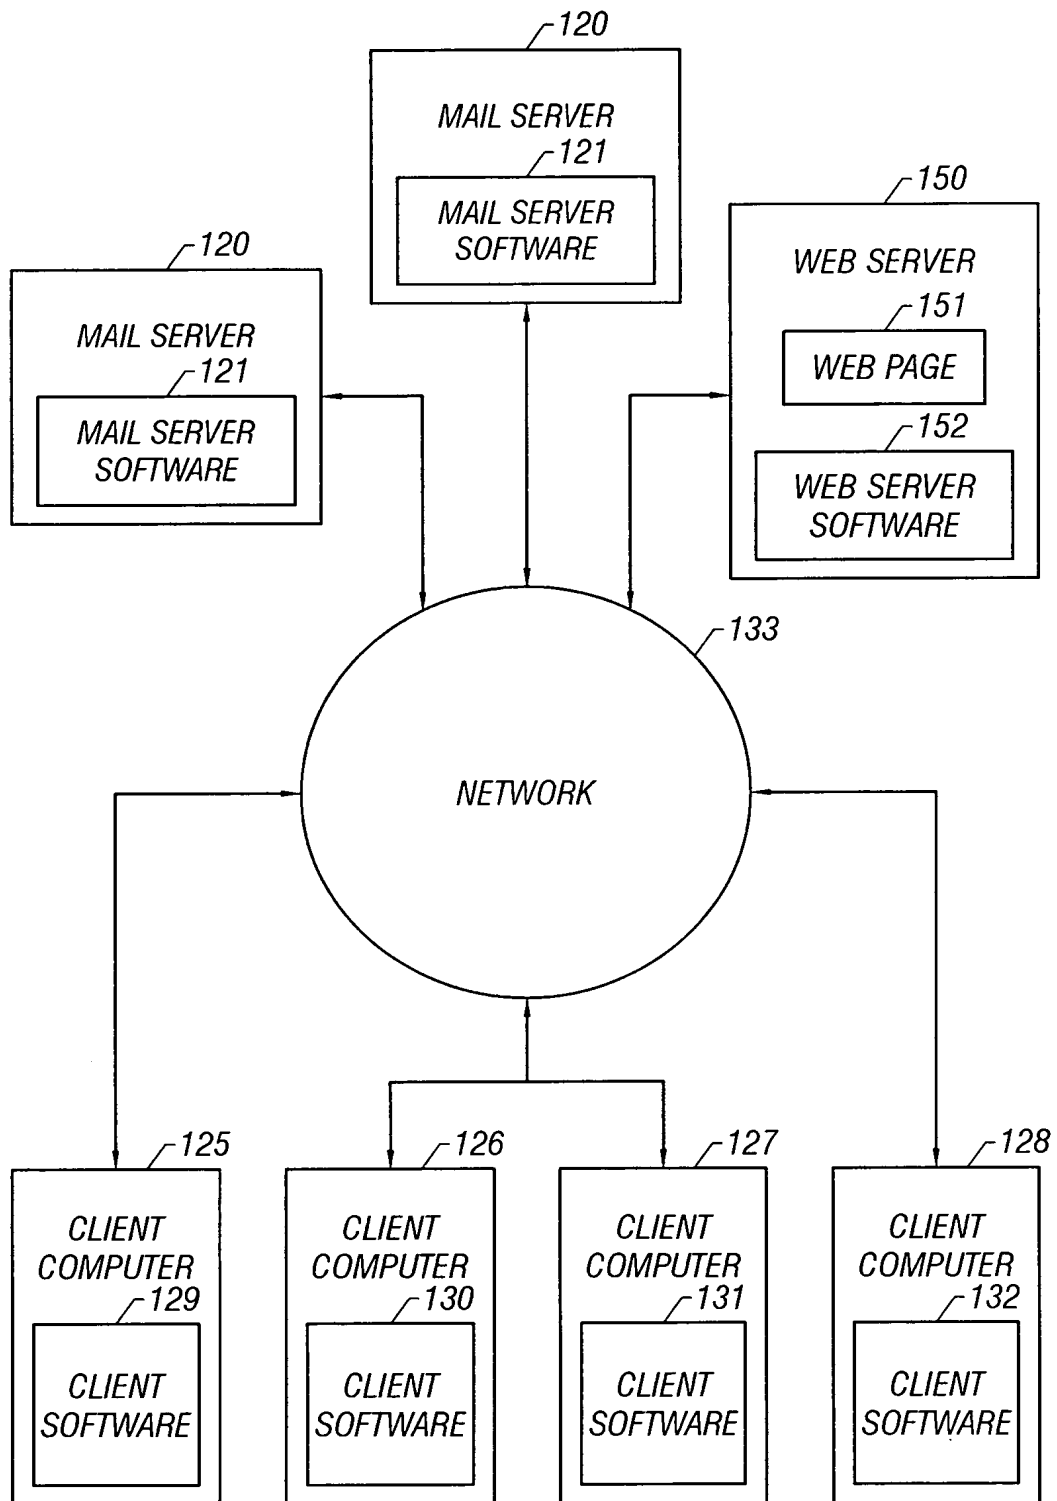 120
MAIL SERVER
121
MAIL SERVER
SOFTWARE
120
MAIL SERVER
121
MAIL SERVER
SOFTWARE
150
WEB SERVER
151
WEB PAGE
152
WEB SERVER
SOFTWARE
133
NETWORK
125
CLIENT
COMPUTER
129
CLIENT
SOFTWARE
126
CLIENT
COMPUTER
130
CLIENT
SOFTWARE
127
CLIENT
COMPUTER
131
CLIENT
SOFTWARE
128
CLIENT
COMPUTER
132
CLIENT
SOFTWARE